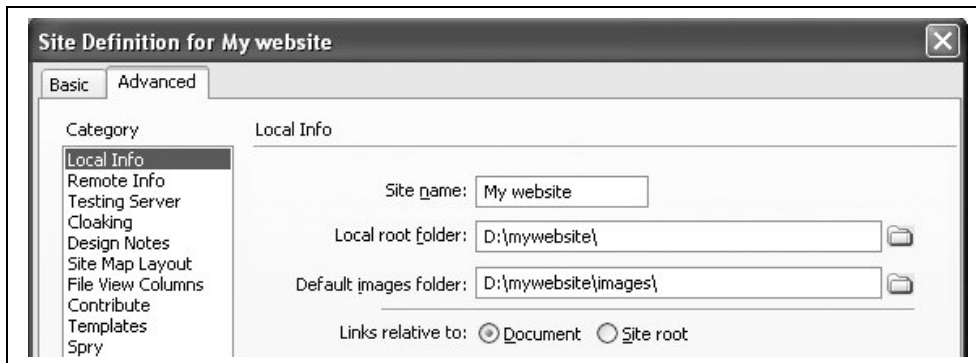 Site Definition for My website
Basic Advanced
Category
Local Info
Remote Info
Testing Server
Cloaking
Design Notes
Site Map Layout
File View Columns
Contribute
Templates
Spry
Local Info
Site name: My website
Local root folder: D:\mywebsite\
Default images folder: D:\mywebsite\images\
Links relative to: Document Site root